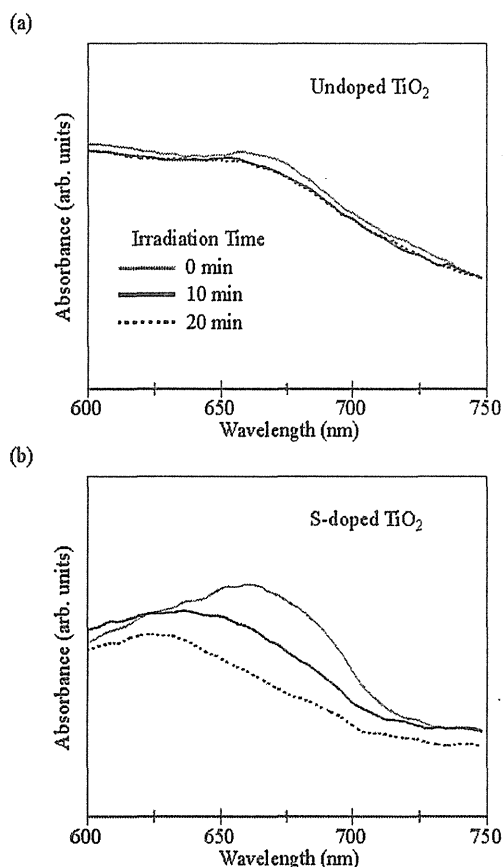 (a)
Undoped TiO2
Absorbance (arb. units)
Irradiation Time
0 min
10 min
20 min
600 650 700 750
Wavelength (nm)
(b)
S-doped TiO2
Absorbance (arb. units)
600 650 700 750
Wavelength (nm)